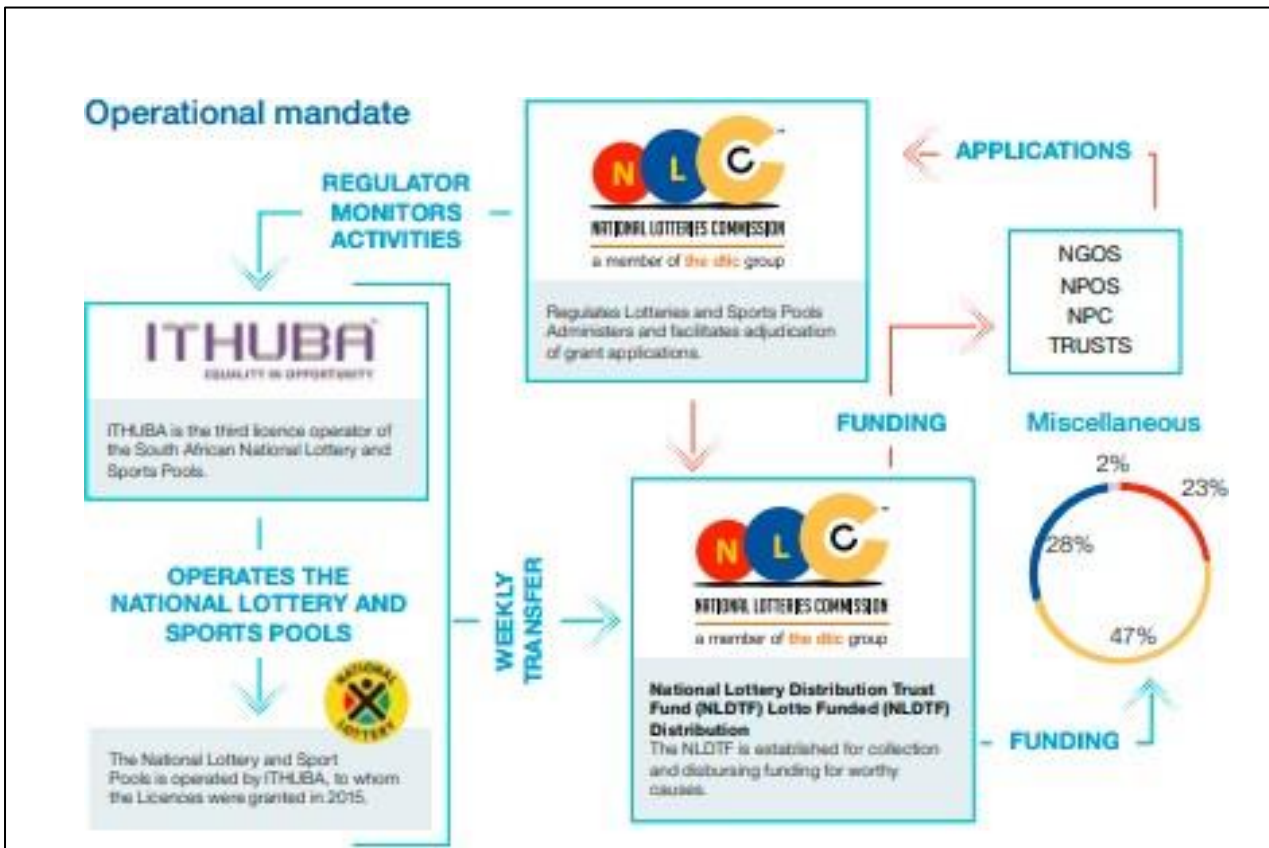 Operational mandate
NLC™
NATIONAL LOTTERIES COMMISSION
a member of the dtic group
Regulates Lotteries and Sports Pools
Administers and facilitates adjudication
of grant applications.
REGULATOR
MONITORS
ACTIVITIES
APPLICATIONS
NGOS
NPOS
NPC
TRUSTS
ITHUBA
EQUALITY IN OPPORTUNITY
ITHUBA is the third licence operator of
the South African National Lottery and
Sports Pools.
OPERATES THE
NATIONAL LOTTERY AND
SPORTS POOLS
NATIONAL
LOTTERY
The National Lottery and Sport
Pools is operated by ITHUBA, to whom
the Licences were granted in 2015.
WEEKLY
TRANSFER
FUNDING
NLC™
NATIONAL LOTTERIES COMMISSION
a member of the dtic group
National Lottery Distribution Trust
Fund (NLDTF) Lotto Funded (NLDTF)
Distribution
The NLDTF is established for collection
and disbursing funding for worthy
causes.
FUNDING
Miscellaneous
2%
23%
28%
47%